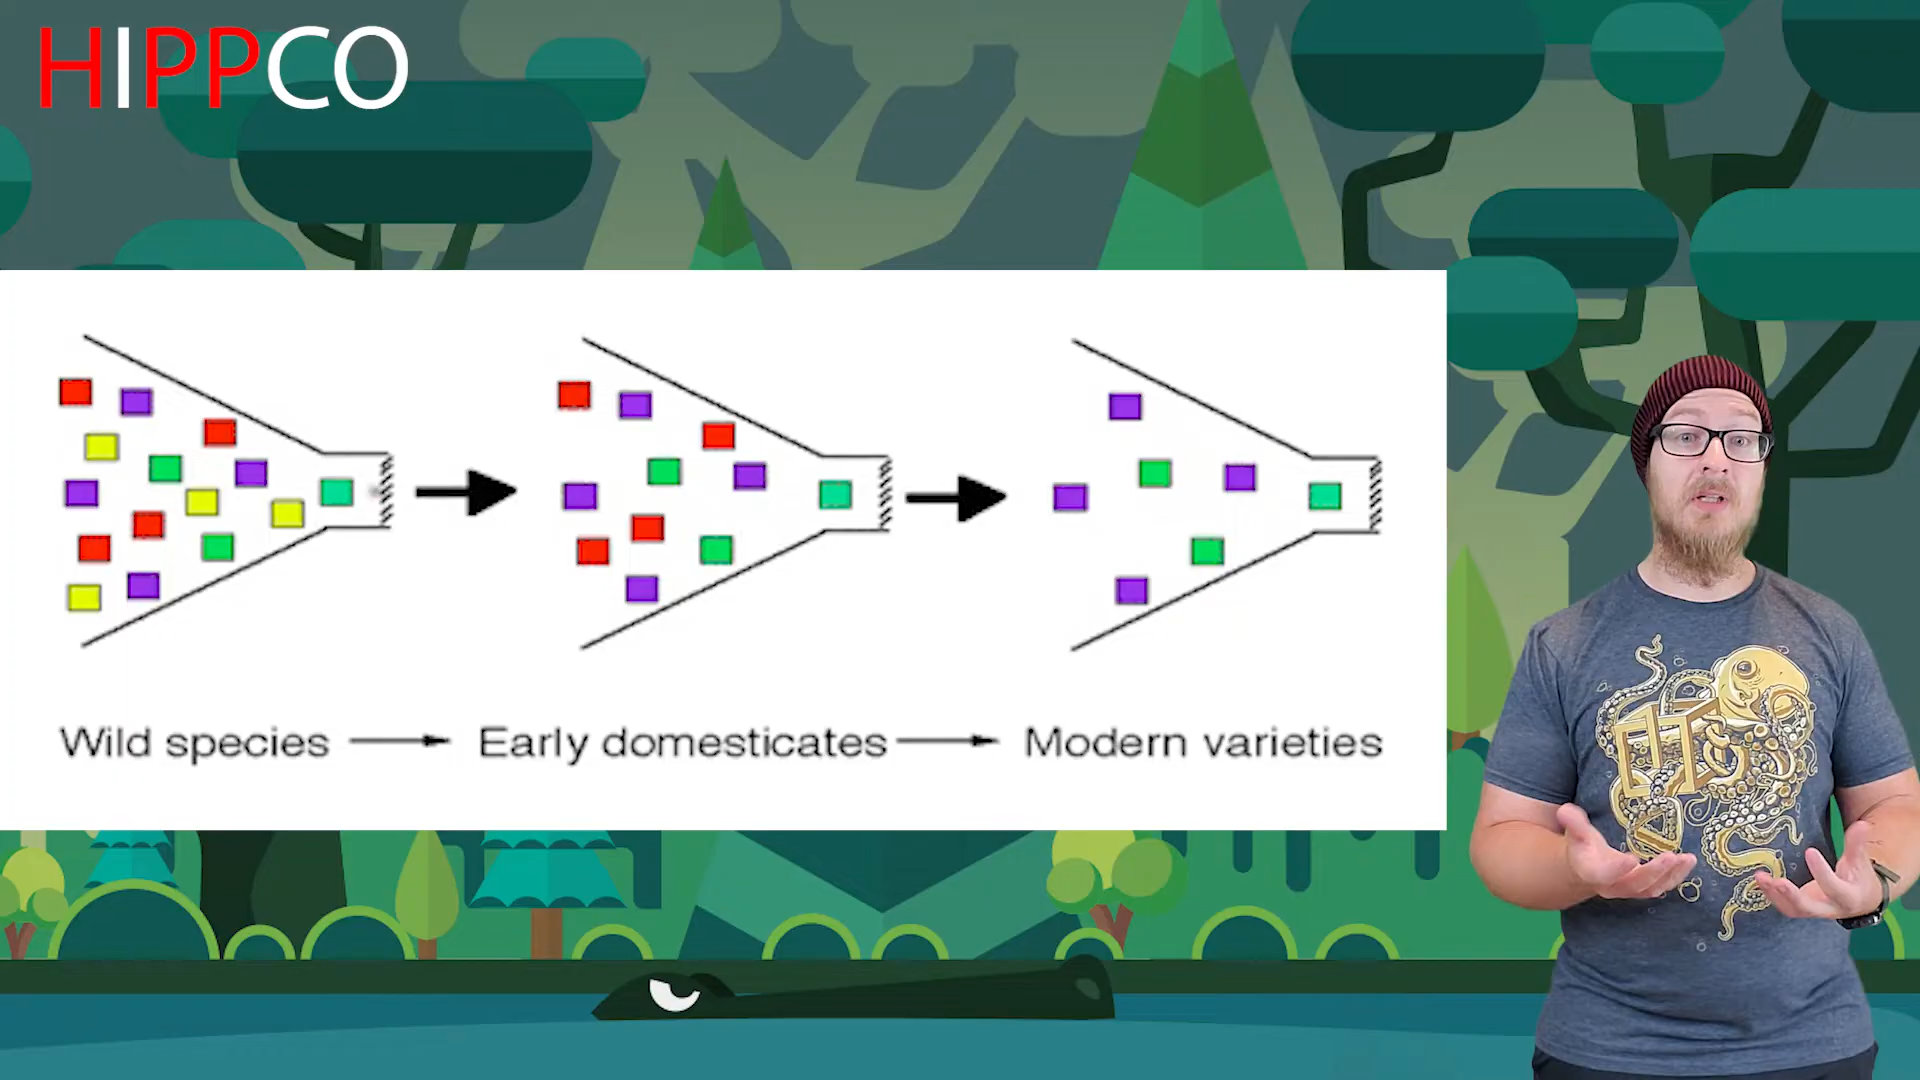 HIPPCO
Wild species
Early domesticates
Modern varieties